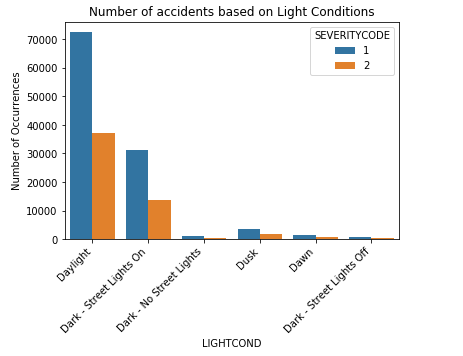 Number of accidents based on Light Conditions
SEVERITYCODE
1
2
Number of Occurrences
70000
60000
50000
40000
30000
20000
10000
0
Daylight
Dark - Street Lights On
Dark - No Street Lights
Dusk
Dawn
Dark - Street Lights Off
LIGHTCOND